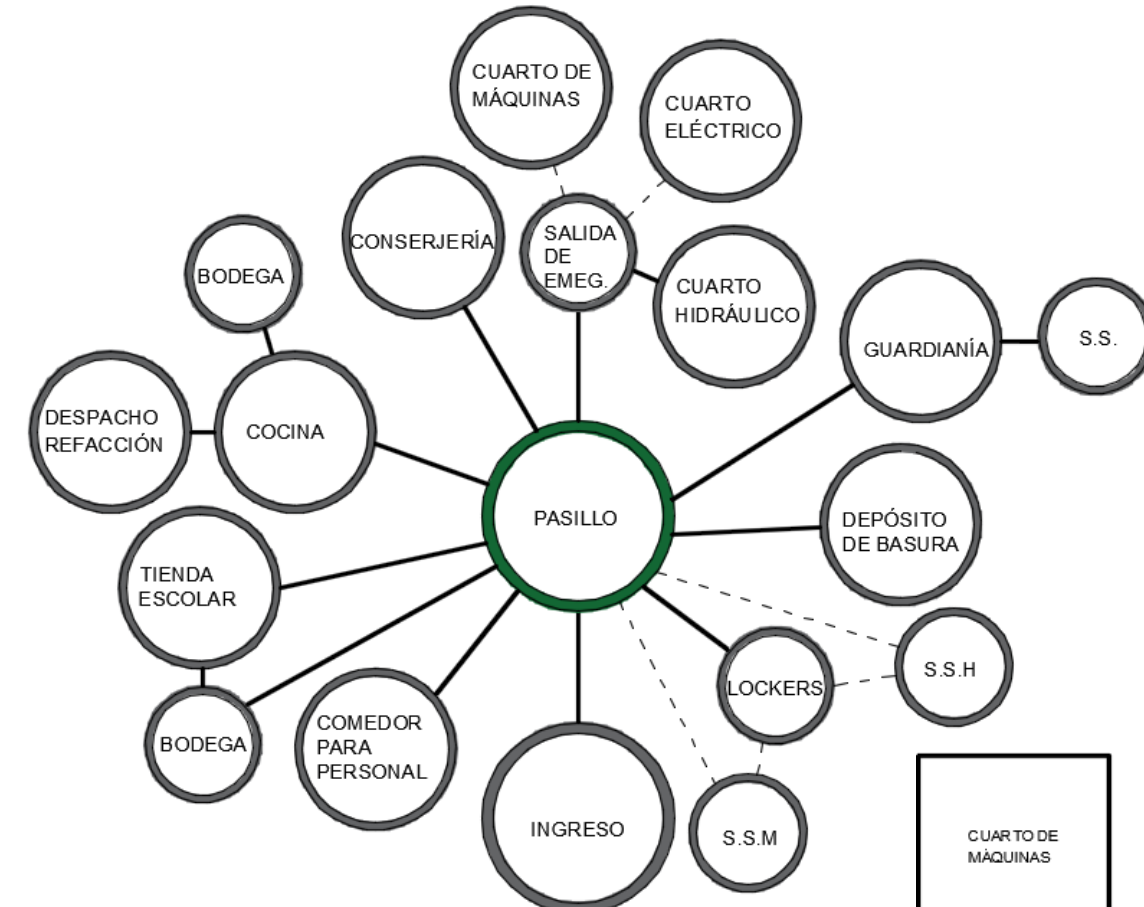 CUARTO DE
MÁQUINAS
CUARTO
ELÉCTRICO
CONSERJERÍA
SALIDA
DE
EMEG.
BODEGA
CUARTO
HIDRÁULICO
GUARDIANÍA
S.S.
DESPACHO
REFACCIÓN
COCINA
PASILLO
DEPÓSITO
DE BASURA
TIENDA
ESCOLAR
LOCKERS
S.S.H
BODEGA
COMEDOR
PARA
PERSONAL
INGRESO
S.S.M
CUARTO DE
MÁQUINAS